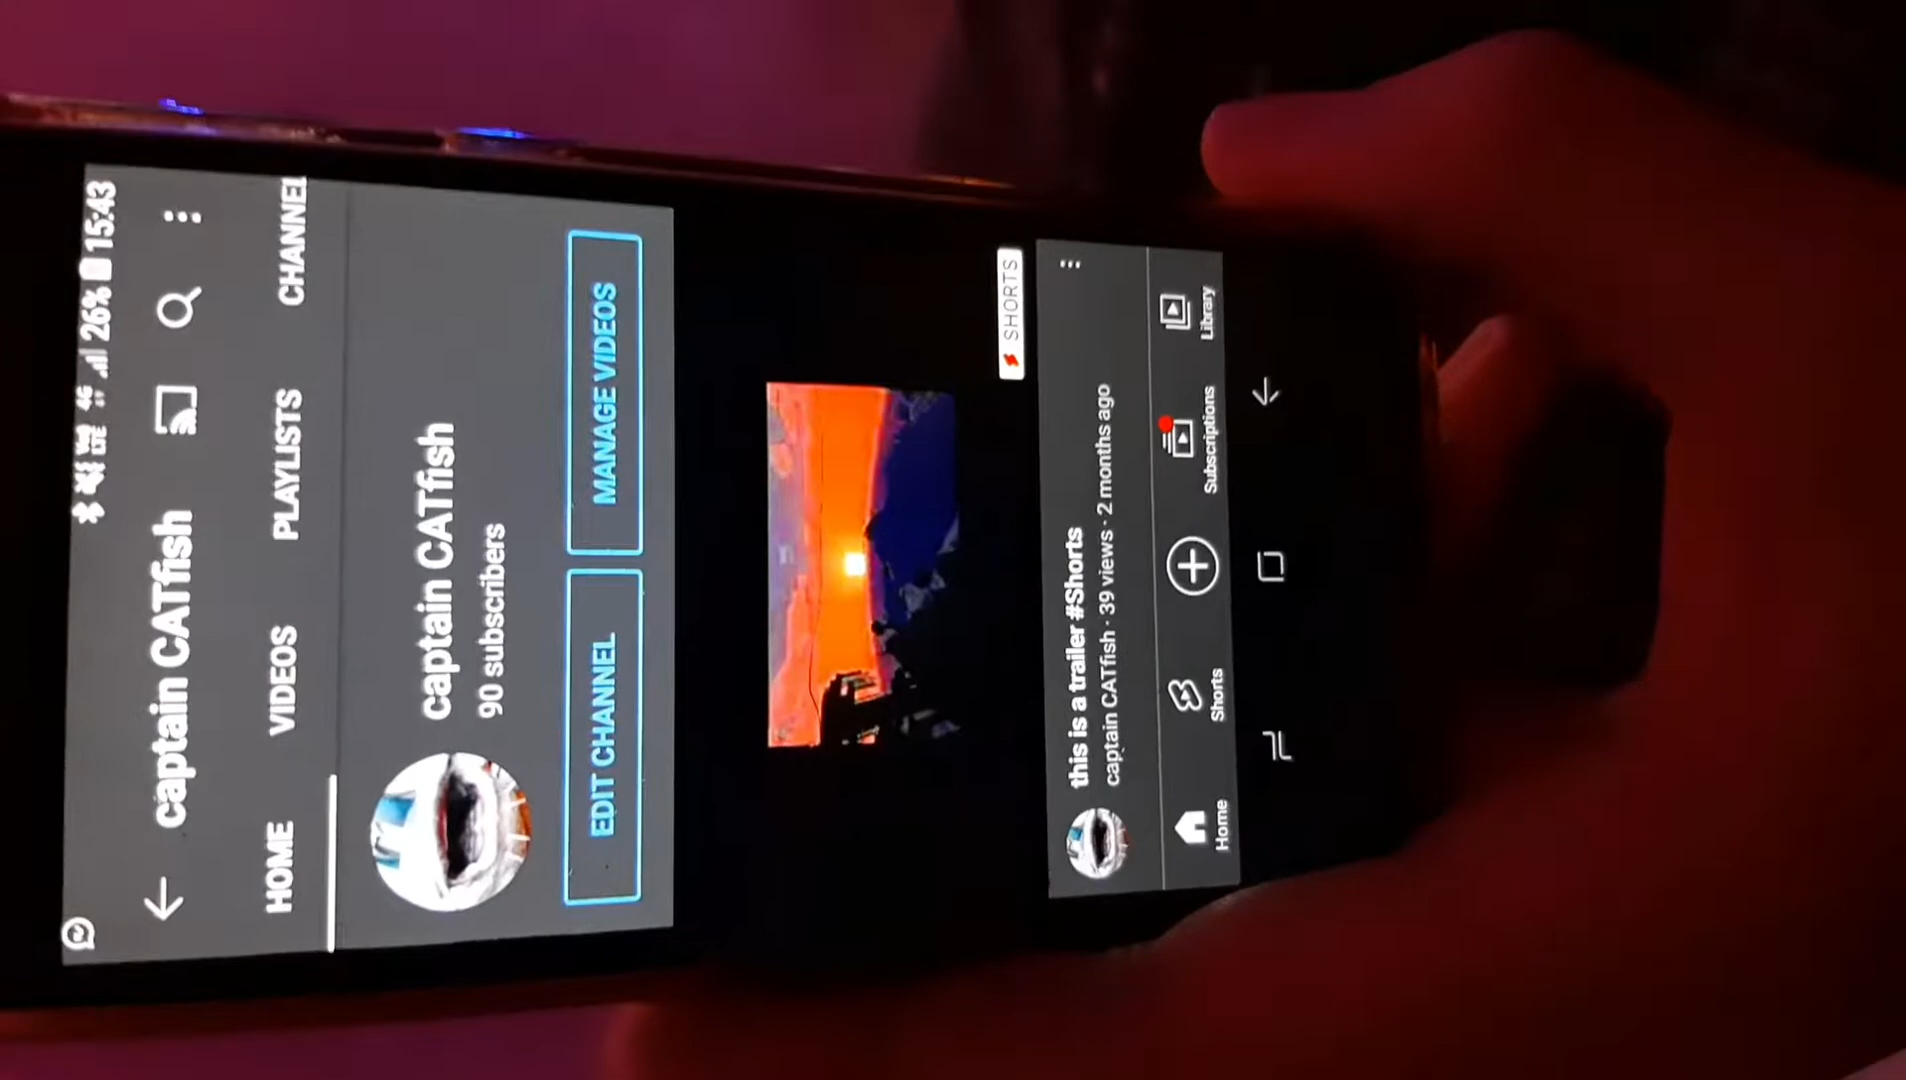 26% 15:43
captain CATfish
HOME VIDEOS PLAYLISTS CHANNEL
captain CATfish
90 subscribers
EDIT CHANNEL MANAGE VIDEOS
SHORTS
this is a trailer #Shorts
captain CATfish · 39 views · 2 months ago
Home Shorts Subscriptions Library